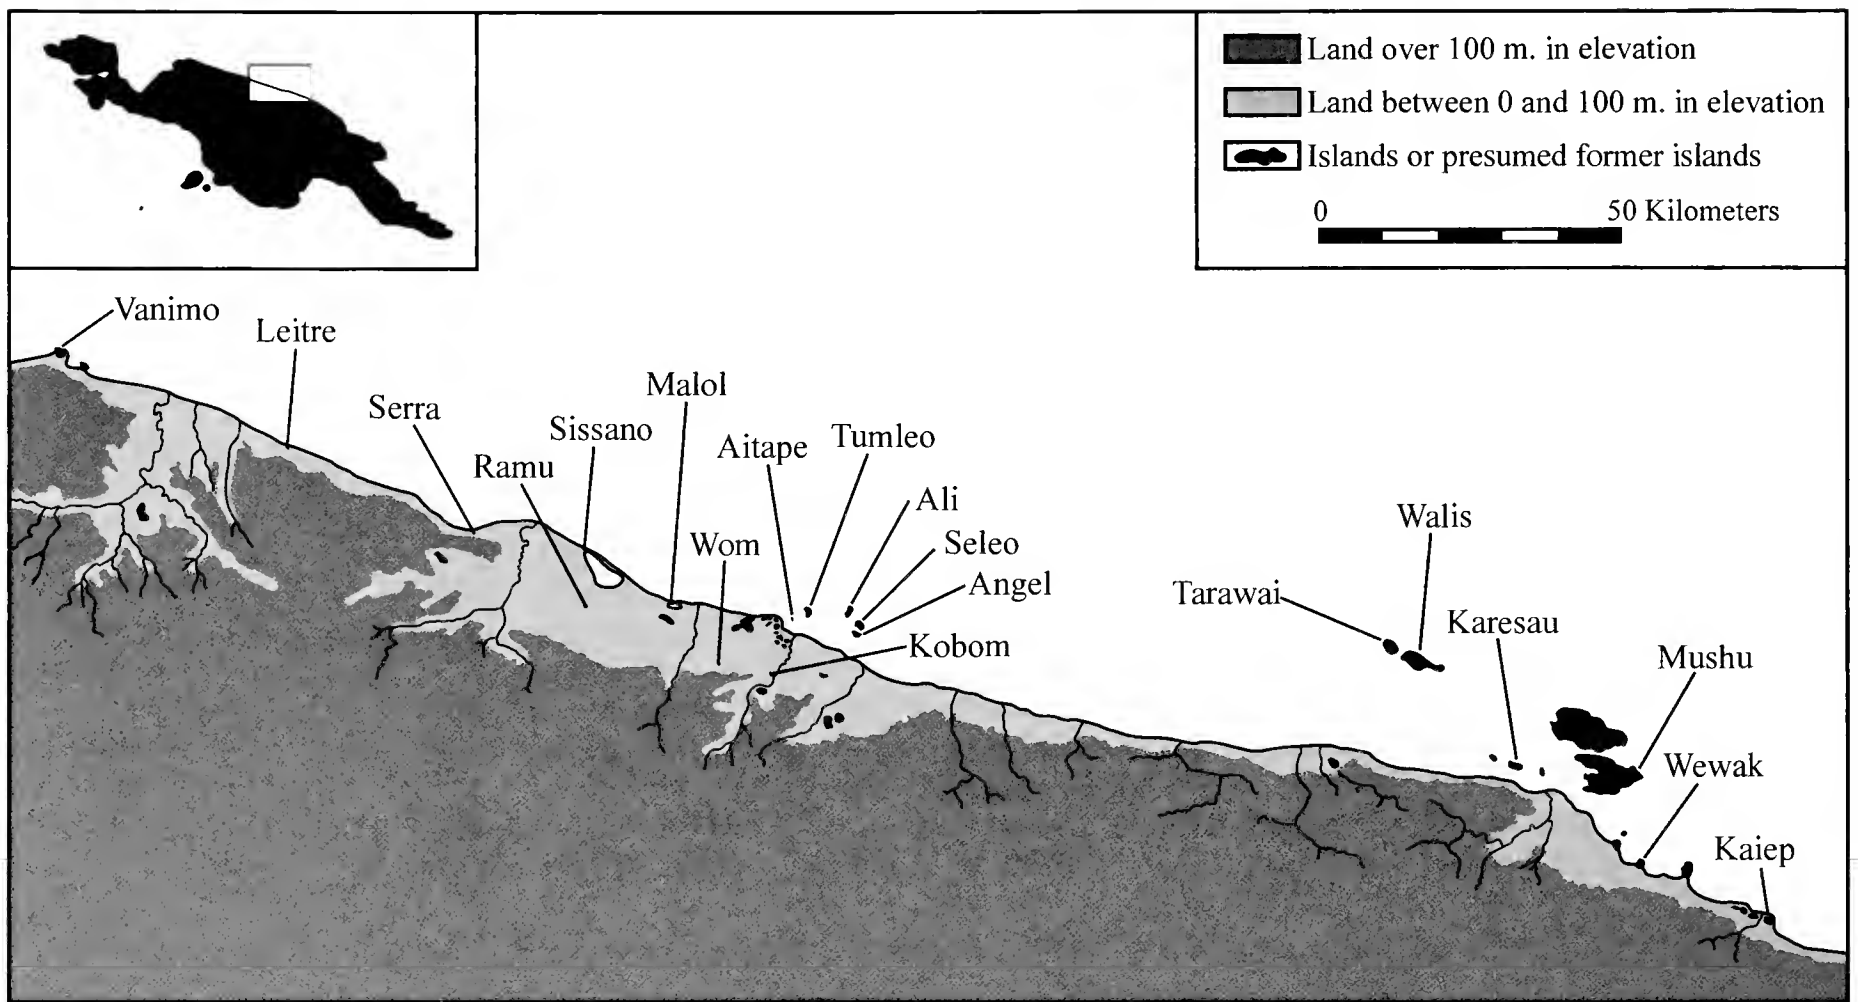 Land over 100 m. in elevation
Land between 0 and 100 m. in elevation
Islands or presumed former islands
0 50 Kilometers
Vanimo
Leitre
Serra
Ramu
Sissano
Malol
Wom
Aitape
Tumleo
Ali
Seleo
Angel
Kobom
Tarawai
Walis
Karesau
Mushu
Wewak
Kaiep